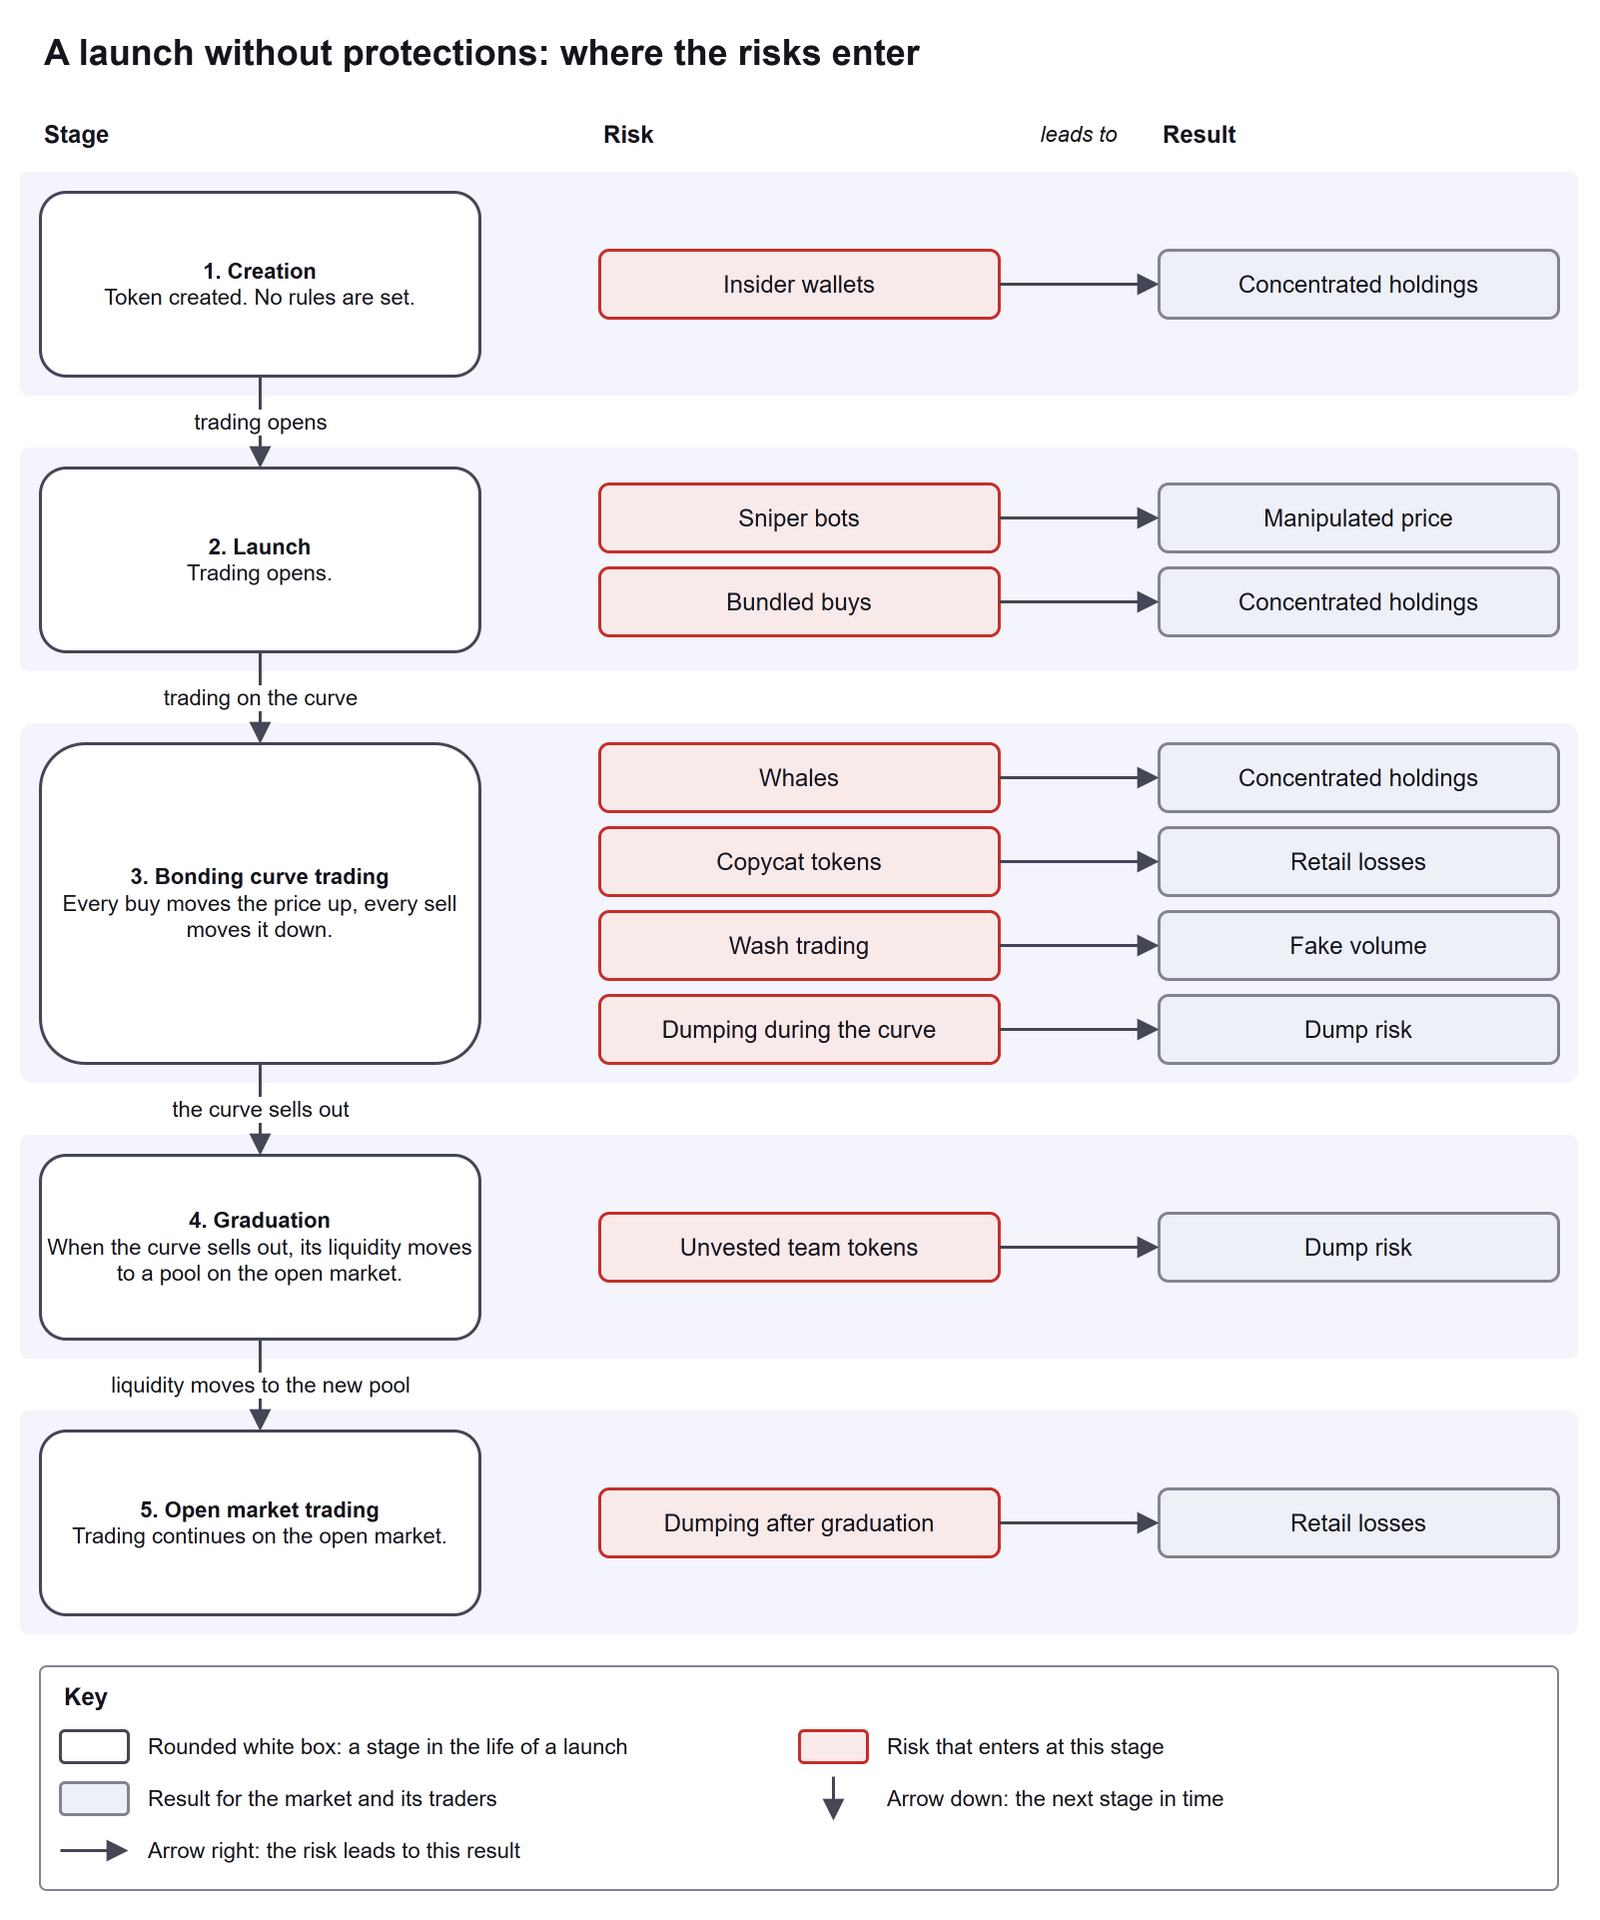 A launch without protections: where the risks enter
Stage
Risk
leads to
Result
1. Creation
Token created. No rules are set.
Insider wallets
Concentrated holdings
trading opens
2. Launch
Trading opens.
Sniper bots
Manipulated price
Bundled buys
Concentrated holdings
trading on the curve
3. Bonding curve trading
Every buy moves the price up, every sell
moves it down.
Whales
Concentrated holdings
Copycat tokens
Retail losses
Wash trading
Fake volume
Dumping during the curve
Dump risk
the curve sells out
4. Graduation
When the curve sells out, its liquidity moves
to a pool on the open market.
Unvested team tokens
Dump risk
liquidity moves to the new pool
5. Open market trading
Trading continues on the open market.
Dumping after graduation
Retail losses
Key
Rounded white box: a stage in the life of a launch
Risk that enters at this stage
Result for the market and its traders
Arrow down: the next stage in time
Arrow right: the risk leads to this result